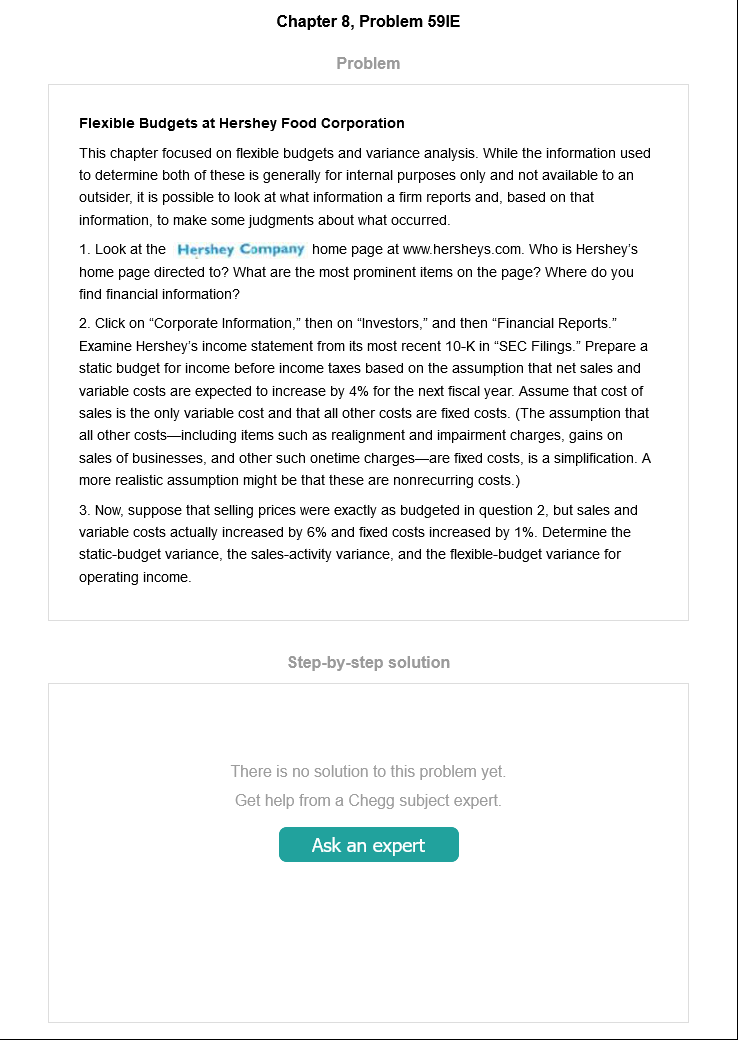 Chapter 8, Problem 59IE
Problem
Flexible Budgets at Hershey Food Corporation
This chapter focused on flexible budgets and variance analysis. While the information used
to determine both of these is generally for internal purposes only and not available to an
outsider, it is possible to look at what information a firm reports and, based on that
information, to make some judgments about what occurred.
1. Look at the Hershey Company home page at www.hersheys.com. Who is Hershey’s
home page directed to? What are the most prominent items on the page? Where do you
find financial information?
2. Click on “Corporate Information,” then on “Investors,” and then “Financial Reports.”
Examine Hershey’s income statement from its most recent 10-K in “SEC Filings.” Prepare a
static budget for income before income taxes based on the assumption that net sales and
variable costs are expected to increase by 4% for the next fiscal year. Assume that cost of
sales is the only variable cost and that all other costs are fixed costs. (The assumption that
all other costs—including items such as realignment and impairment charges, gains on
sales of businesses, and other such onetime charges—are fixed costs, is a simplification. A
more realistic assumption might be that these are nonrecurring costs.)
3. Now, suppose that selling prices were exactly as budgeted in question 2, but sales and
variable costs actually increased by 6% and fixed costs increased by 1%. Determine the
static-budget variance, the sales-activity variance, and the flexible-budget variance for
operating income.
Step-by-step solution
There is no solution to this problem yet.
Get help from a Chegg subject expert.
Ask an expert